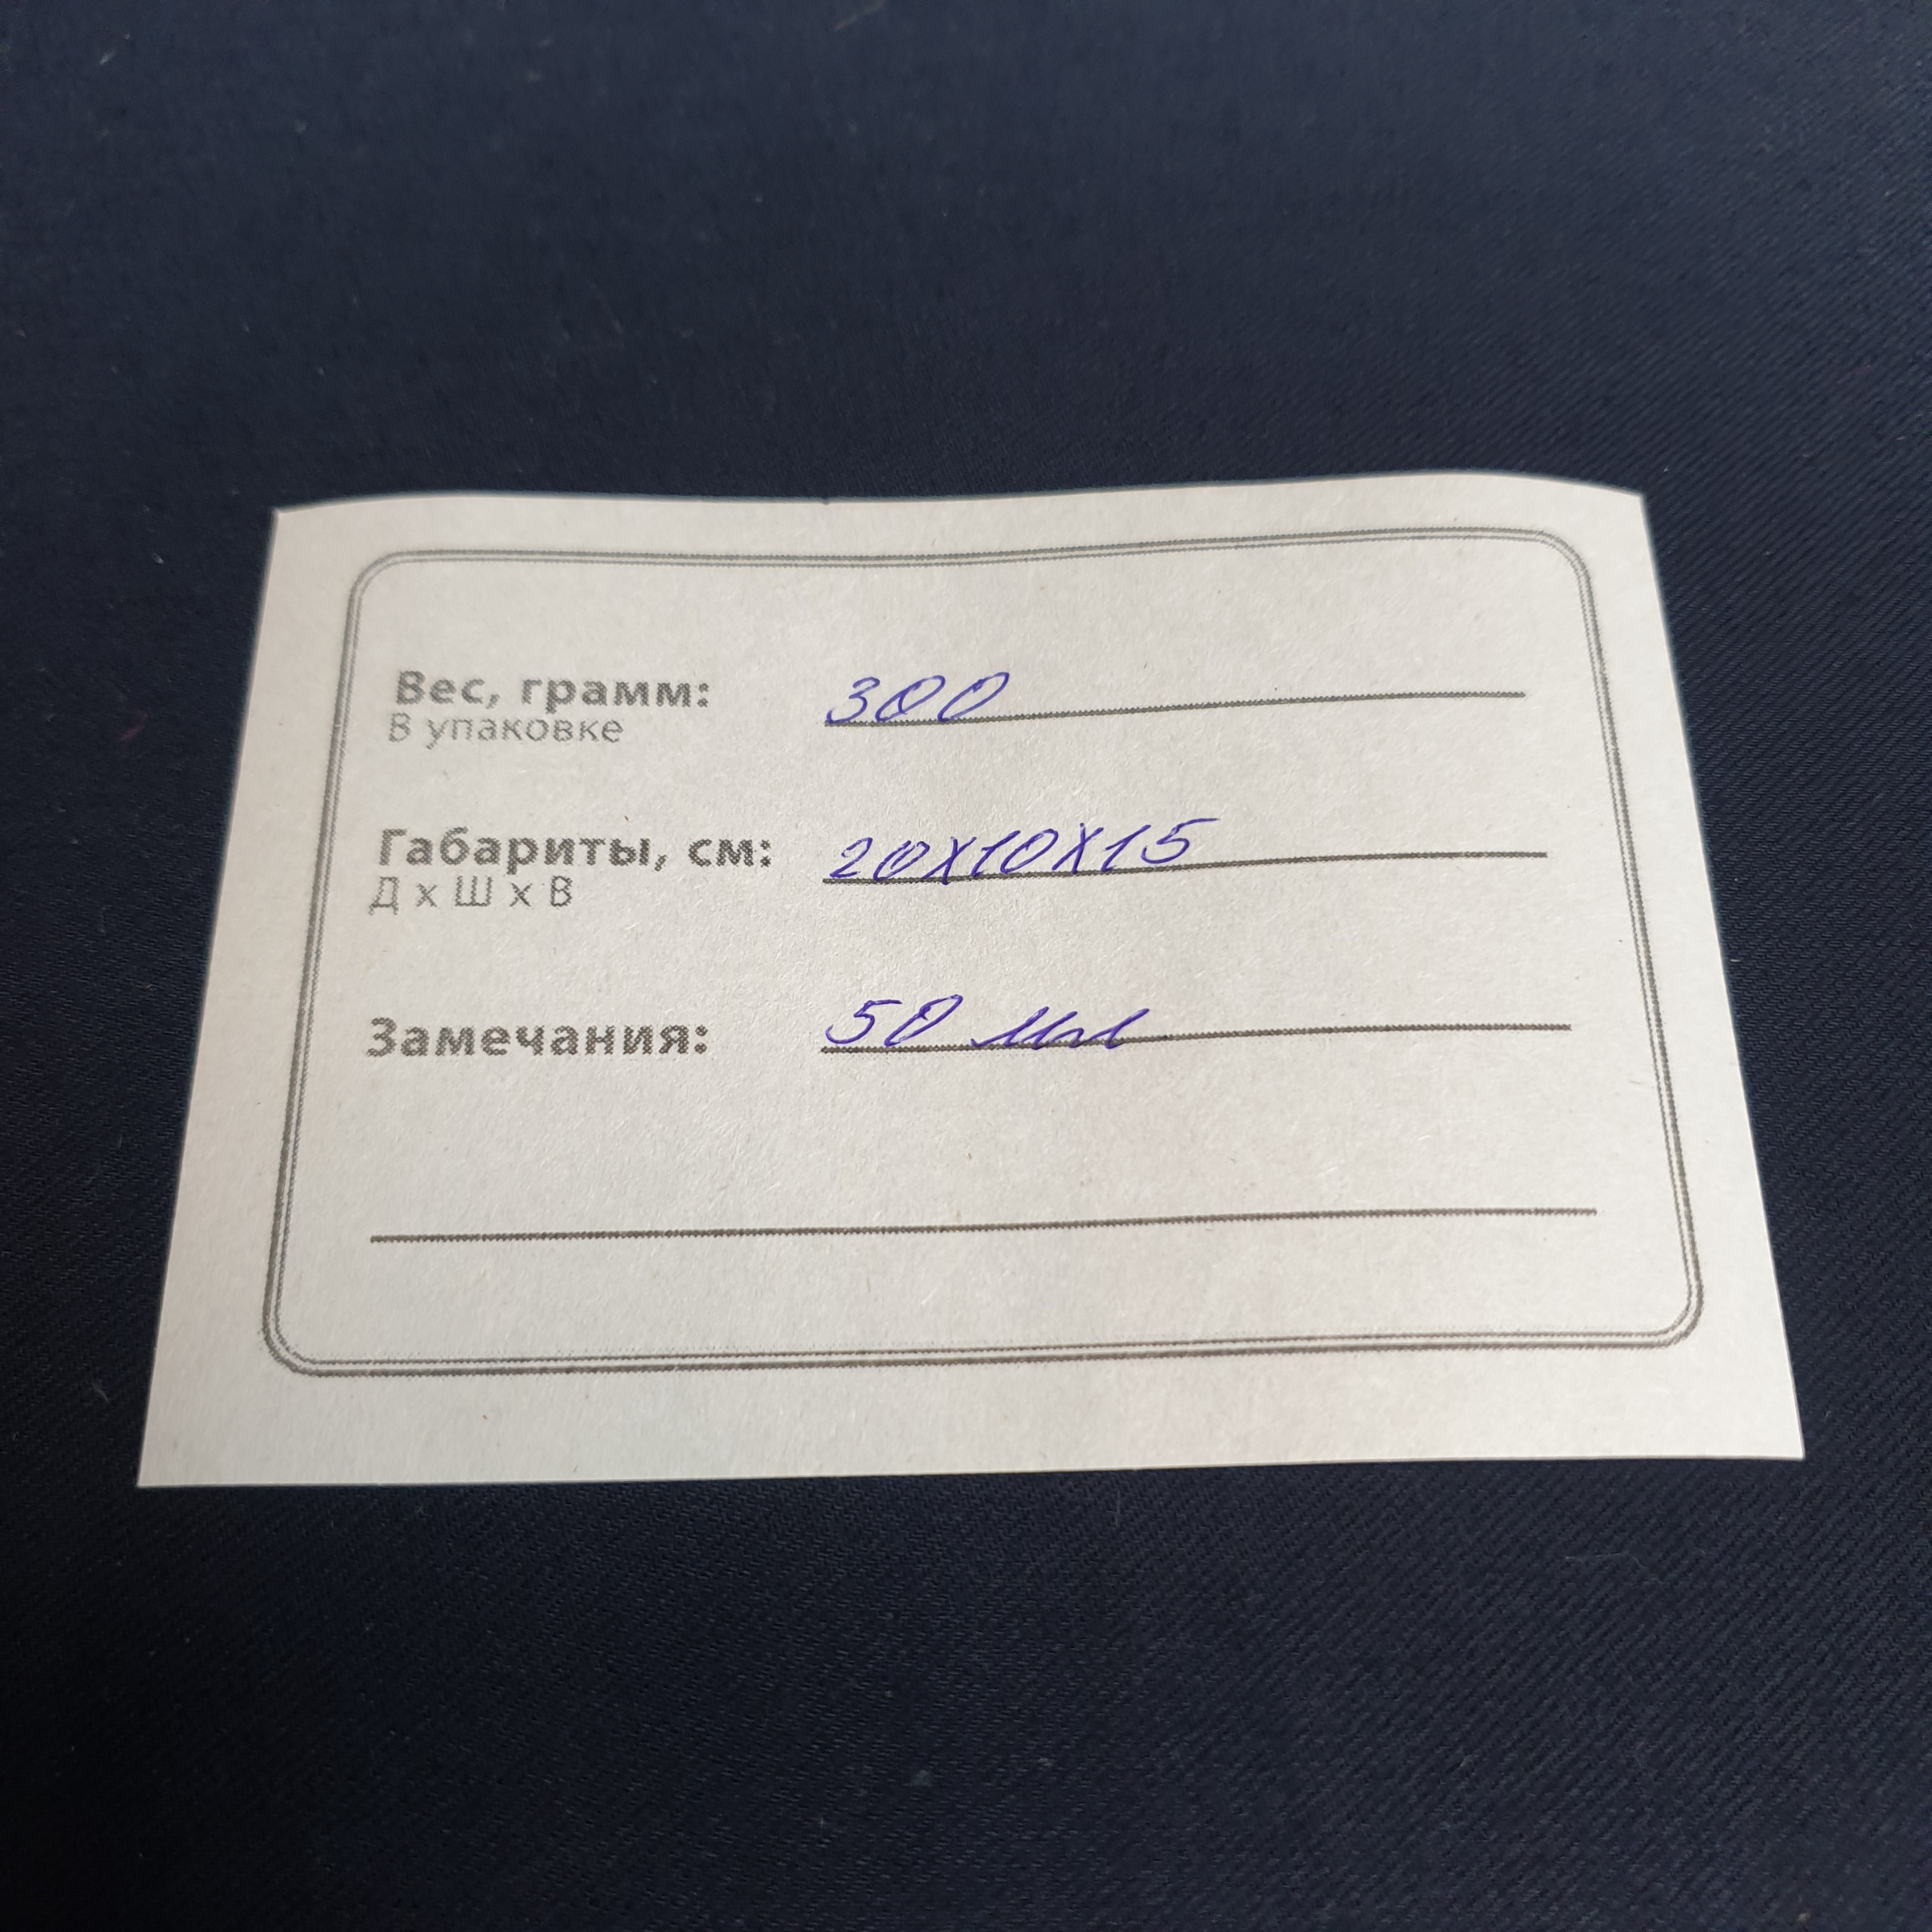 Вес, грамм: 300
В упаковке
Габариты, см: 20х10х15
Д х Ш х В
Замечания: 50 мл